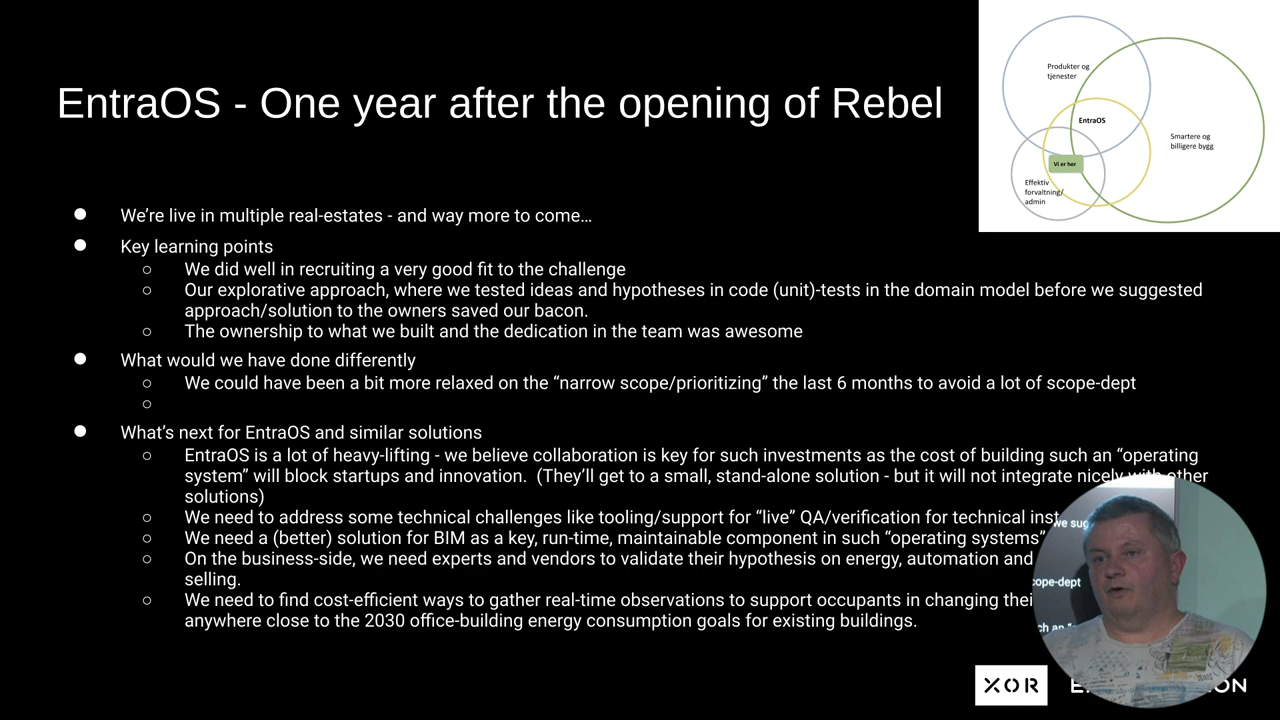 EntraOS - One year after the opening of Rebel
Produkter og
tjenester
EntraOS
Smartere og
billigere bygg
Vi er her
Effektiv
forvaltning/
admin
We’re live in multiple real-estates - and way more to come…
Key learning points
We did well in recruiting a very good fit to the challenge
Our explorative approach, where we tested ideas and hypotheses in code (unit)-tests in the domain model before we suggested
approach/solution to the owners saved our bacon.
The ownership to what we built and the dedication in the team was awesome
What would we have done differently
We could have been a bit more relaxed on the “narrow scope/prioritizing” the last 6 months to avoid a lot of scope-dept
What’s next for EntraOS and similar solutions
EntraOS is a lot of heavy-lifting - we believe collaboration is key for such investments as the cost of building such an “operating
system” will block startups and innovation. (They’ll get to a small, stand-alone solution - but it will not integrate nicely with other
solutions)
We need to address some technical challenges like tooling/support for “live” QA/verification for technical
We need a (better) solution for BIM as a key, run-time, maintainable component in such “operating systems”
On the business-side, we need experts and vendors to validate their hypothesis on energy, automation and
selling.
We need to find cost-efficient ways to gather real-time observations to support occupants in changing
anywhere close to the 2030 office-building energy consumption goals for existing buildings.
XOR